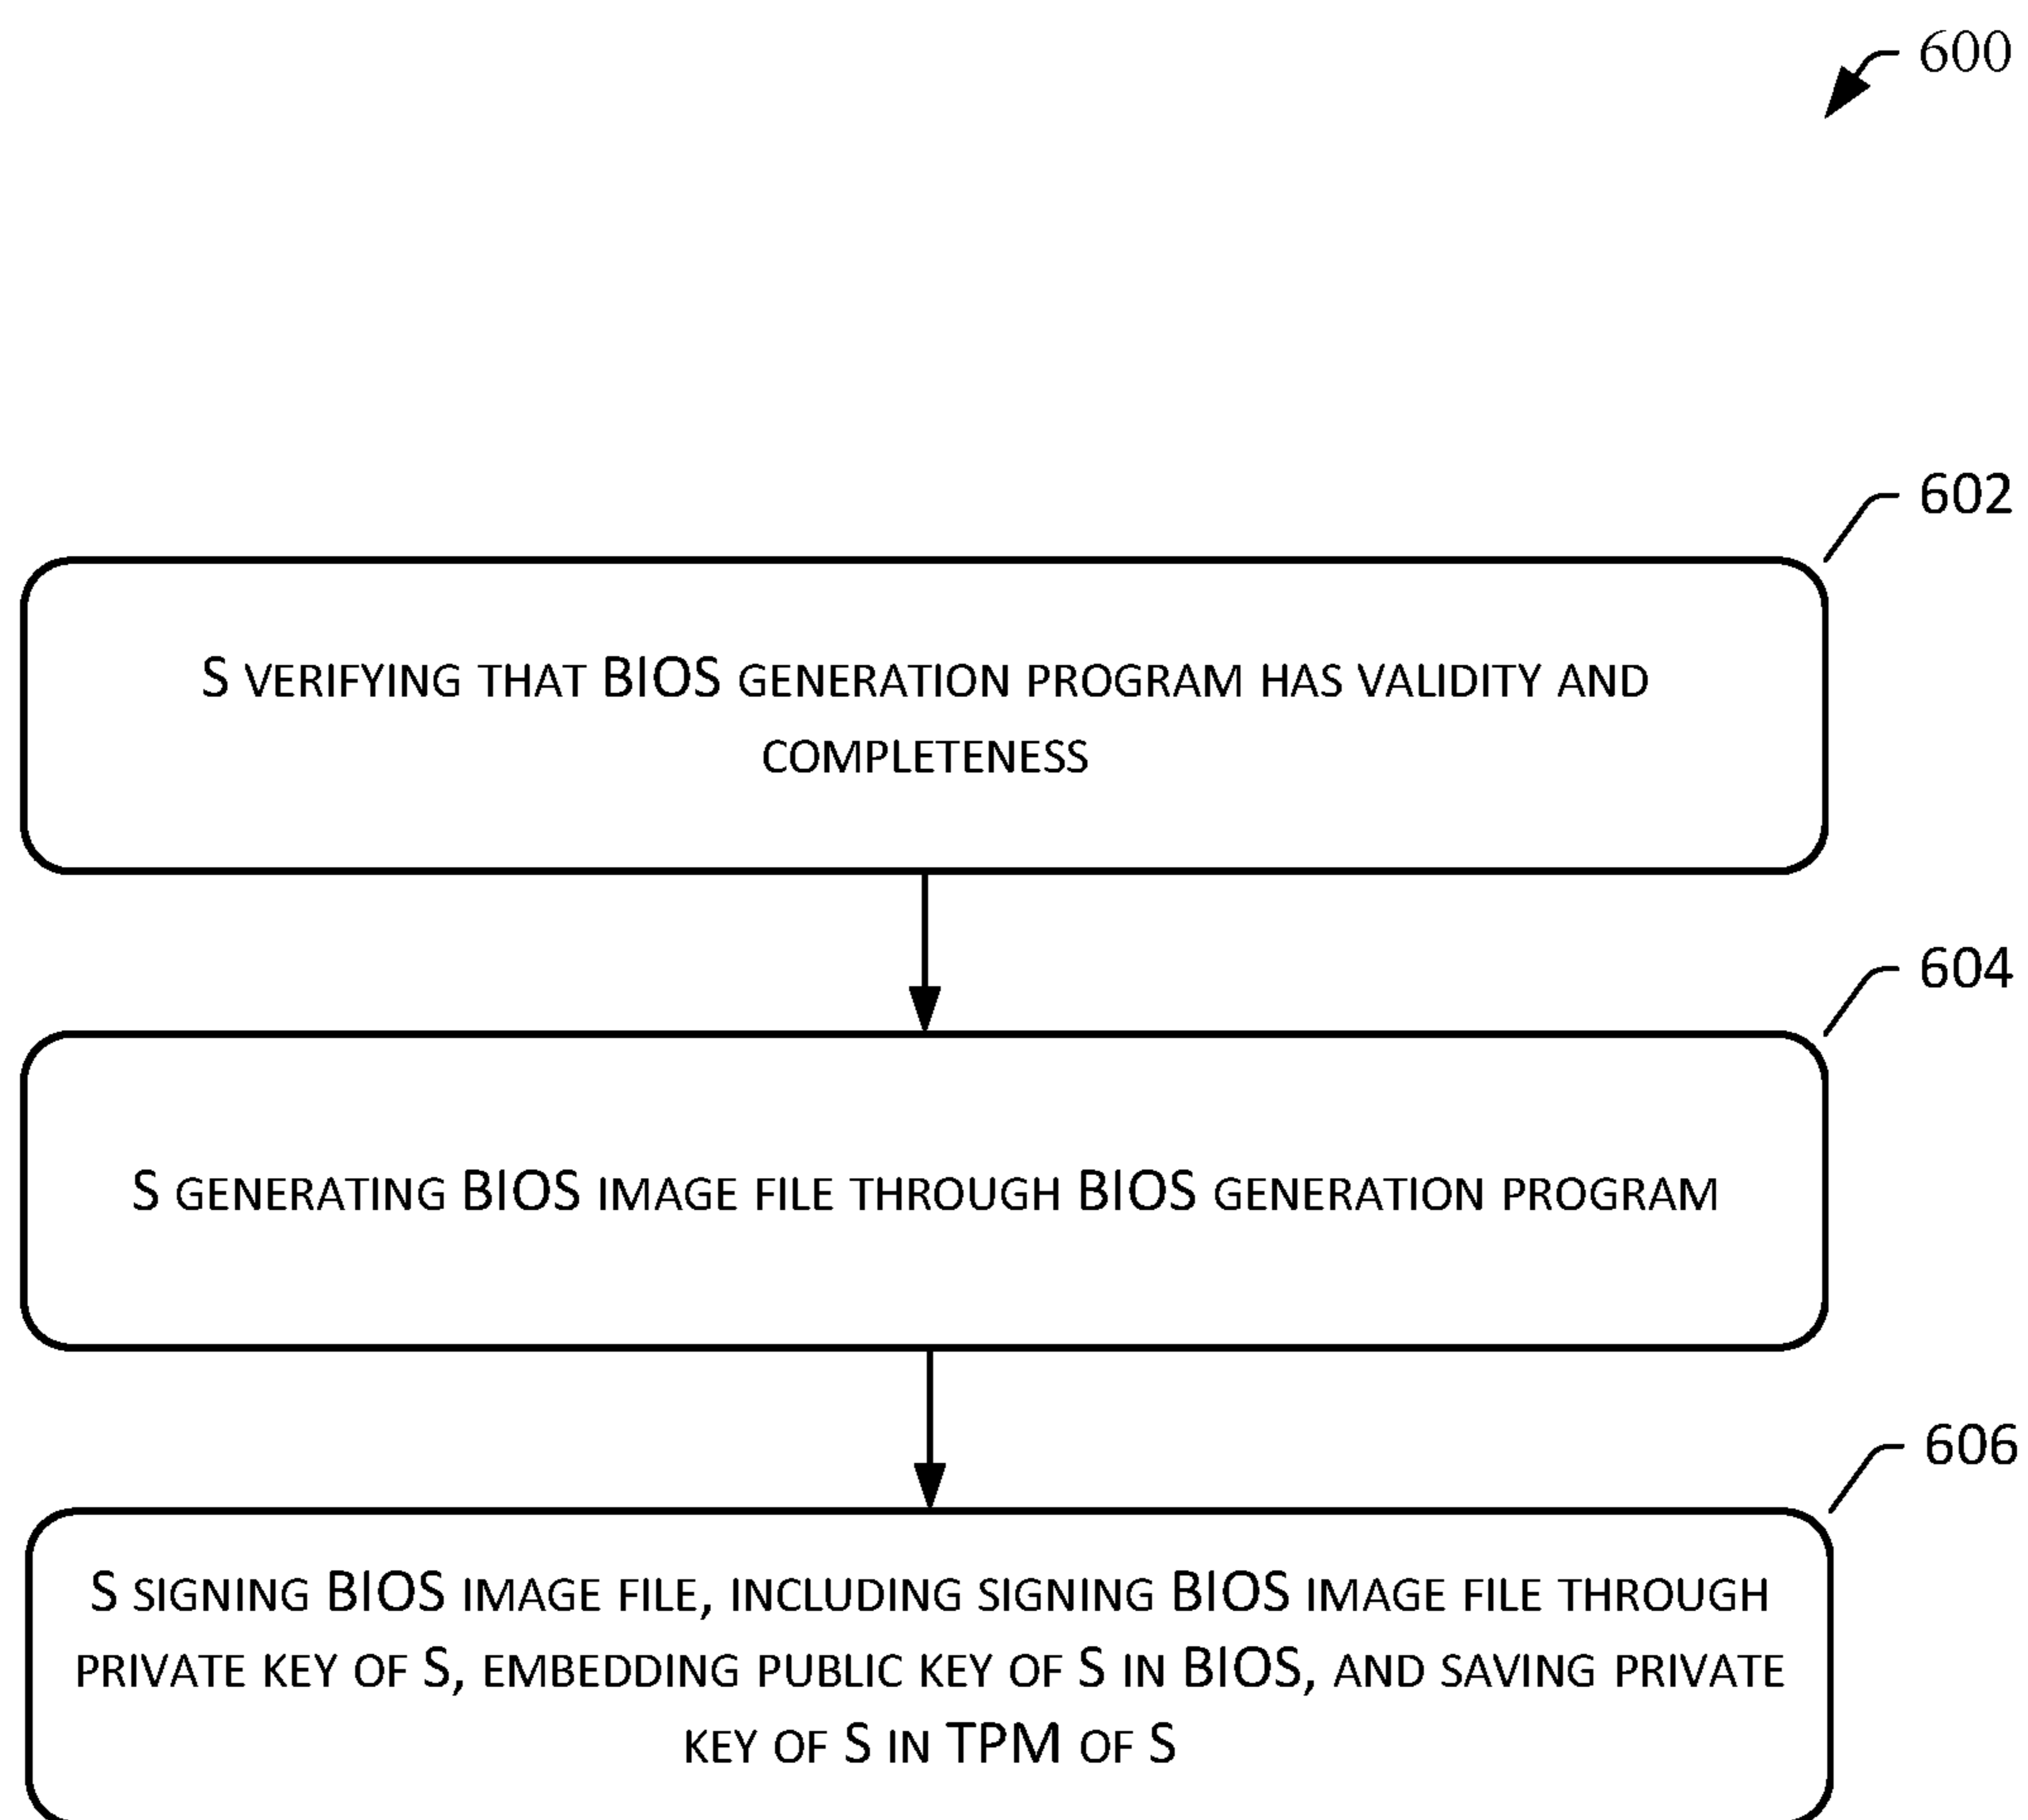 600
602
S VERIFYING THAT BIOS GENERATION PROGRAM HAS VALIDITY AND
COMPLETENESS
604
S GENERATING BIOS IMAGE FILE THROUGH BIOS GENERATION PROGRAM
606
S SIGNING BIOS IMAGE FILE, INCLUDING SIGNING BIOS IMAGE FILE THROUGH
PRIVATE KEY OF S, EMBEDDING PUBLIC KEY OF S IN BIOS, AND SAVING PRIVATE
KEY OF S IN TPM OF S